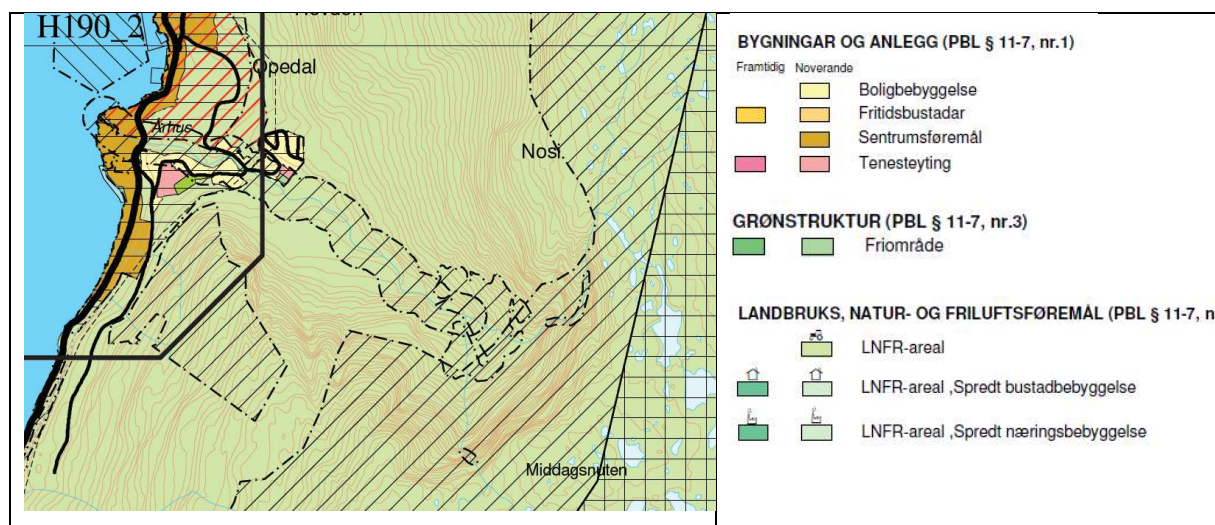 H190_2
Opedal
Århus
Nosi
Middagsnuten
BYGNINGAR OG ANLEGG (PBL § 11-7, nr.1)
Framtidig Noverande
Boligbebyggelse
Fritidsbustadar
Sentrumsføremål
Tenesteyting
GRØNSTRUKTUR (PBL § 11-7, nr.3)
Friområde
LANDBRUKS, NATUR- OG FRILUFTSFØREMÅL (PBL § 11-7, n
LNFR-areal
LNFR-areal ,Spredt bustadbebyggelse
LNFR-areal ,Spredt næringsbebyggelse